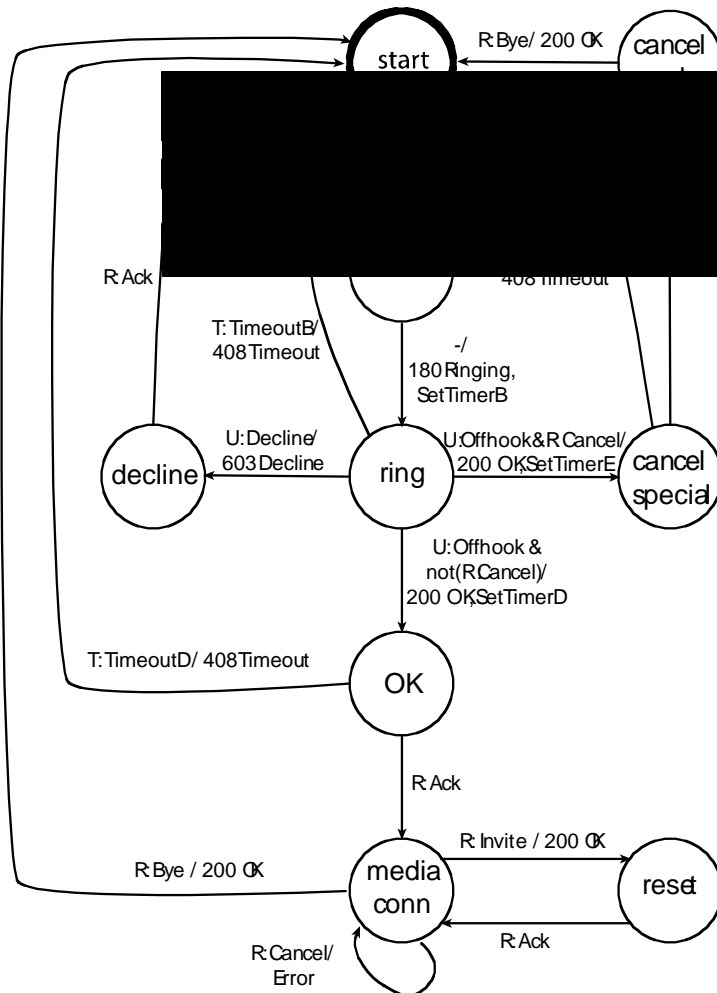 R:Bye/ 200 OK
cancel
start
R:Ack
408 Timeout
T:TimeoutB/
408Timeout
-/
180Ringing,
SetTimerB
U:Decline/
603Decline
U:Offhook&R:Cancel/
200 OK,SetTimerE
decline
ring
cancel
special
U:Offhook &
not(R:Cancel)/
200 OK,SetTimerD
T:TimeoutD/ 408Timeout
OK
R:Ack
R:Invite / 200 OK
R:Bye / 200 OK
media
conn
reset
R:Ack
R:Cancel/
Error